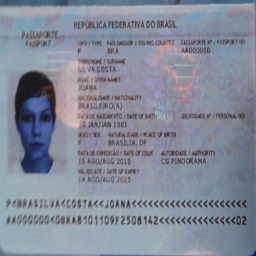 REPÚBLICA FEDERATIVA DO BRASIL
PASSAPORTE
PASSPORT
TIPO / TYPE PAÍS EMISSOR / ISSUING COUNTRY PASSAPORTE Nº / PASSPORT NO
P BRA AA000000
SOBRENOME / SURNAME
SILVA COSTA
NOME / GIVEN NAMES
JOANA
NACIONALIDADE / NATIONALITY
BRASILEIRO(A)
DATA DE NASCIMENTO / DATE OF BIRTH IDENTIDADE Nº / PERSONAL NO
10 JAN/JAN 1981
SEXO / SEX NATURALIDADE / PLACE OF BIRTH
F BRASÍLIA, DF
DATA DE EXPEDIÇÃO / DATE OF ISSUE AUTORIDADE / AUTHORITY
15 AGO/AUG 2015 CG PINDORAMA
VÁLIDO ATÉ / DATE OF EXPIRY
14 AGO/AUG 2025
P<BRASILVA<COSTA<<JOANA<<<<<<<<<<<<<<<<<<<<<
AA000000<0BRA8101109F2508142<<<<<<<<<<<<<<02